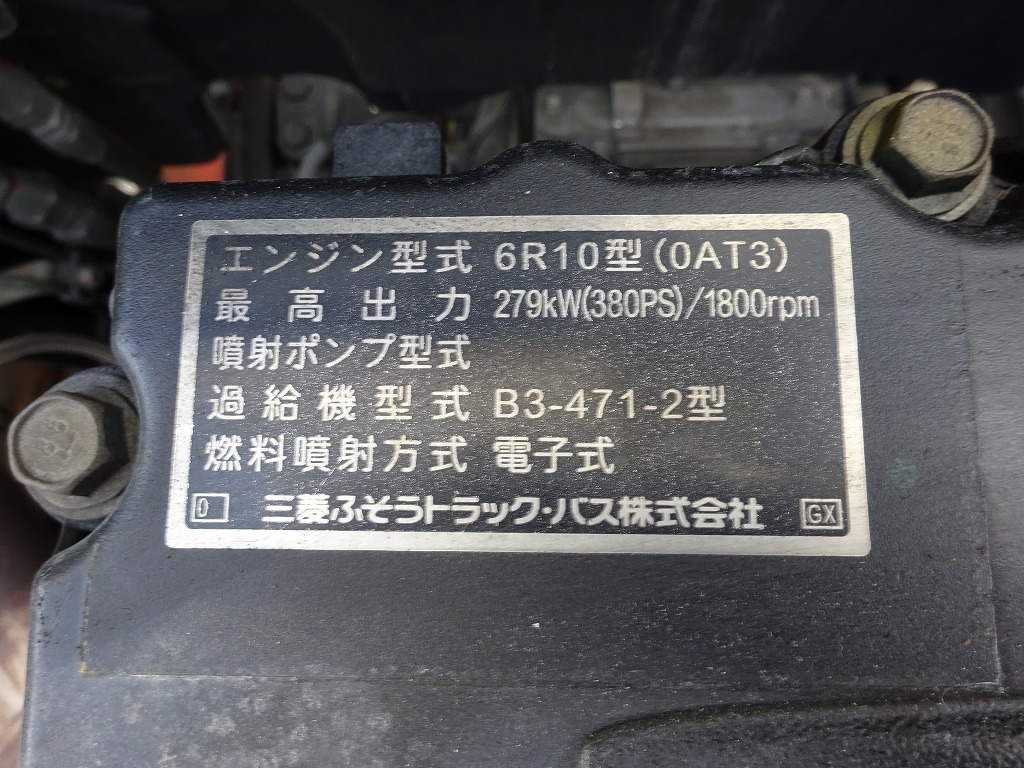 エンジン型式 6R10型(0AT3)
最高出力 279kW(380PS)/1800rpm
噴射ポンプ型式
過給機型式 B3-471-2型
燃料噴射方式 電子式
0 三菱ふそうトラック・バス株式会社 GX